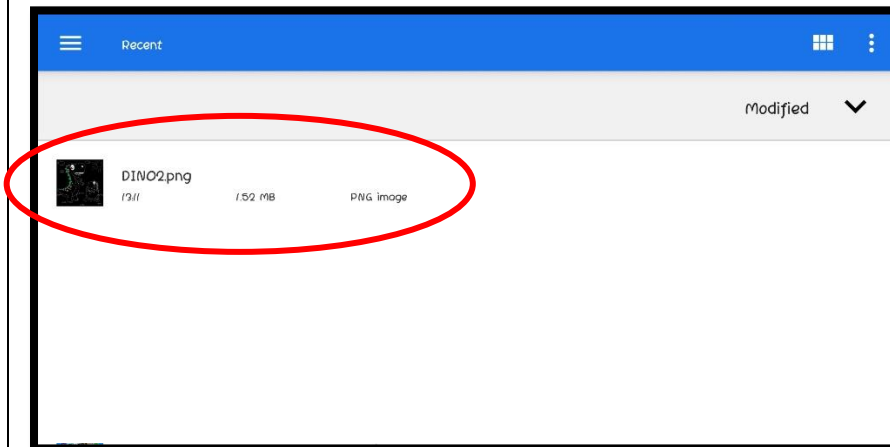 Recent
Modified
DINO2.png
13:11 1.52 MB PNG image